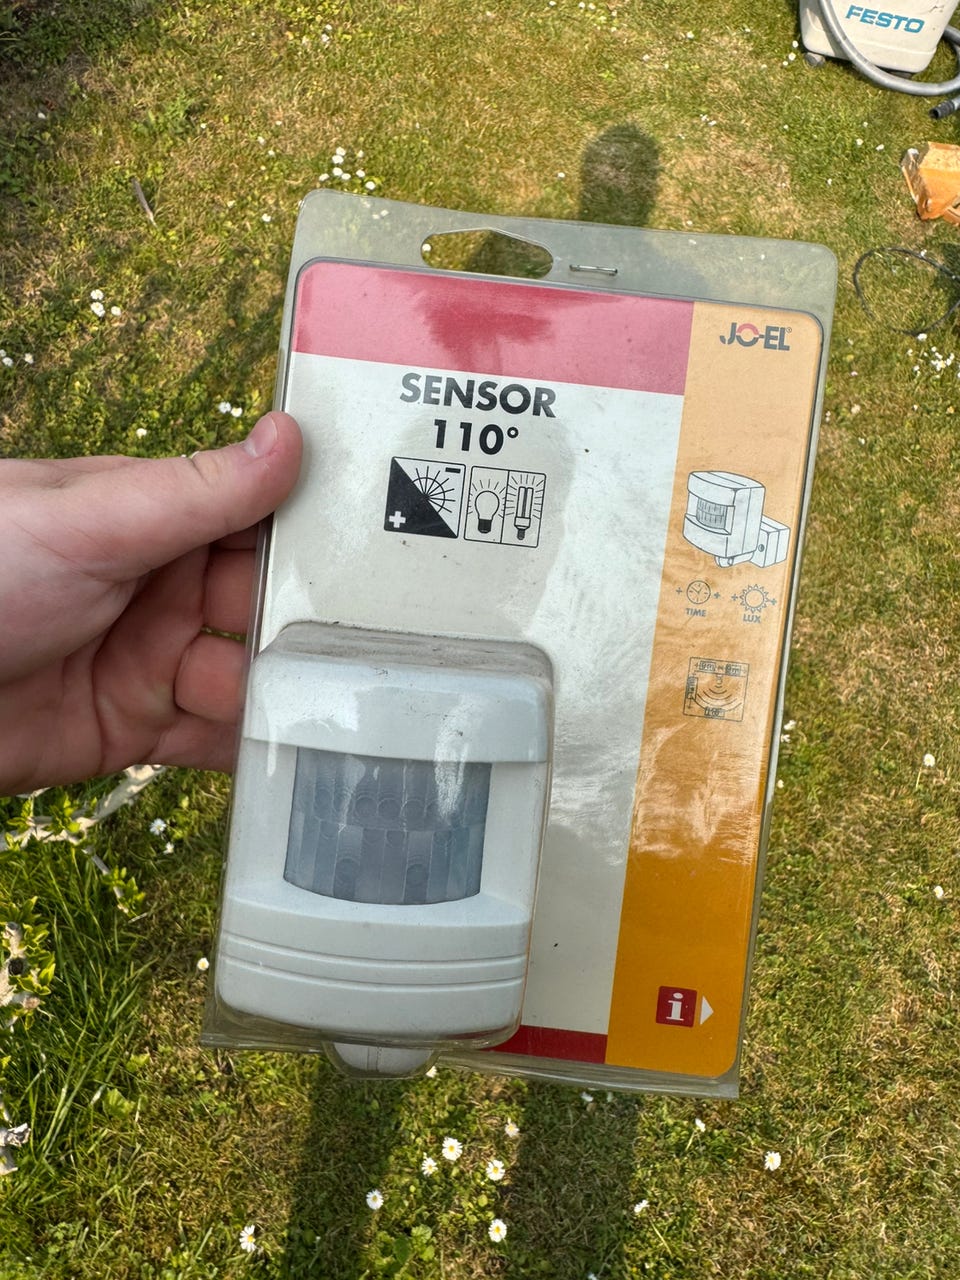 FESTO
JO-EL®
SENSOR
110°
TIME
LUX
i